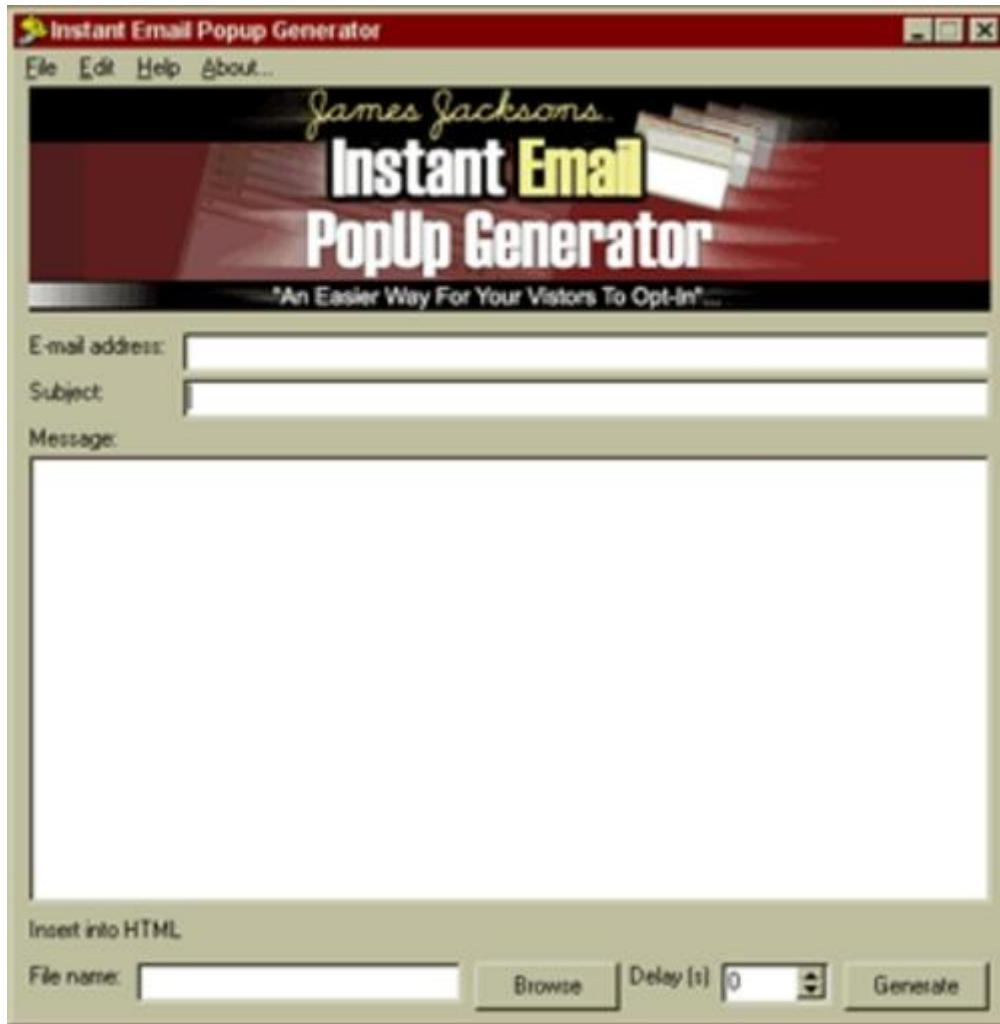 Instant Email Popup Generator
File Edit Help About...
James Jacksons...
Instant Email
PopUp Generator
"An Easier Way For Your Vistors To Opt-In"...
E-mail address:
Subject:
Message:
Insert into HTML
File name: Browse Delay (s) 0 Generate